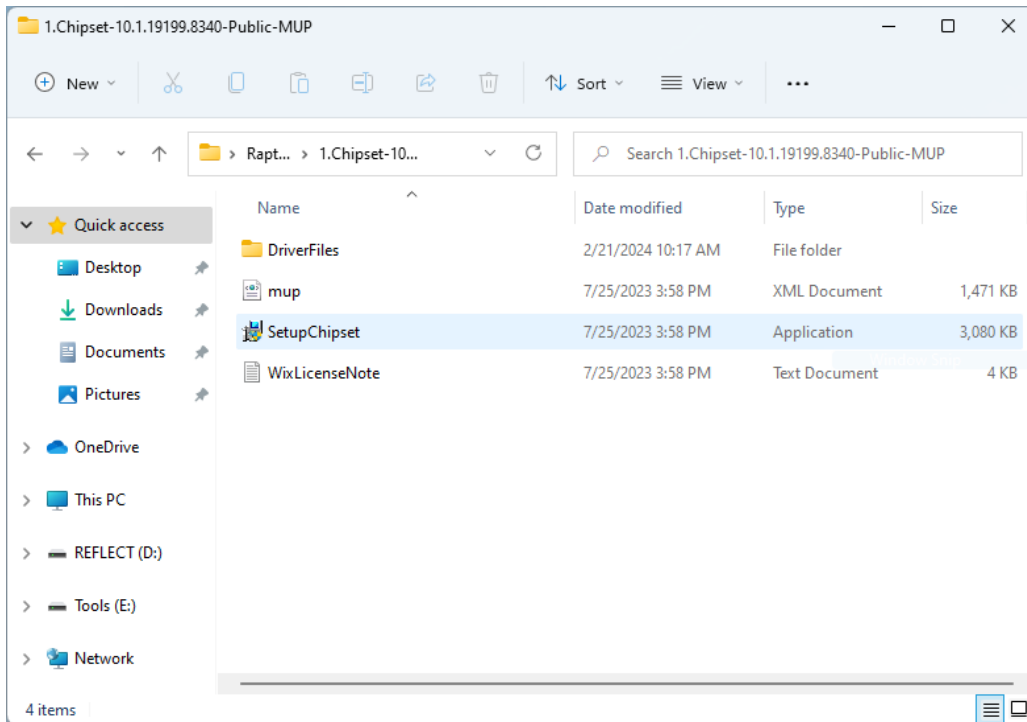 1.Chipset-10.1.19199.8340-Public-MUP
New Sort View
Rapt... 1.Chipset-10... Search 1.Chipset-10.1.19199.8340-Public-MUP
Name Date modified Type Size
Quick access
Desktop
Downloads
Documents
Pictures
OneDrive
This PC
REFLECT (D:)
Tools (E:)
Network
DriverFiles 2/21/2024 10:17 AM File folder
mup 7/25/2023 3:58 PM XML Document 1,471 KB
SetupChipset 7/25/2023 3:58 PM Application 3,080 KB
WixLicenseNote 7/25/2023 3:58 PM Text Document 4 KB
4 items